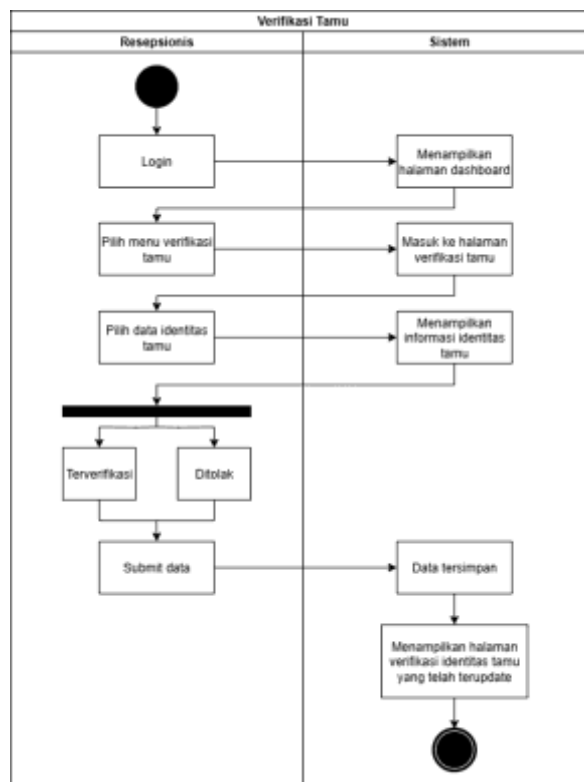 Verifikasi Tamu
Resepsionis
Sistem
Login
Menampilkan
halaman dashboard
Pilih menu verifikasi
tamu
Masuk ke halaman
verifikasi tamu
Pilih data identitas
tamu
Menampilkan
informasi identitas
tamu
Terverifikasi
Ditolak
Submit data
Data tersimpan
Menampilkan halaman
verifikasi identitas tamu
yang telah terupdate